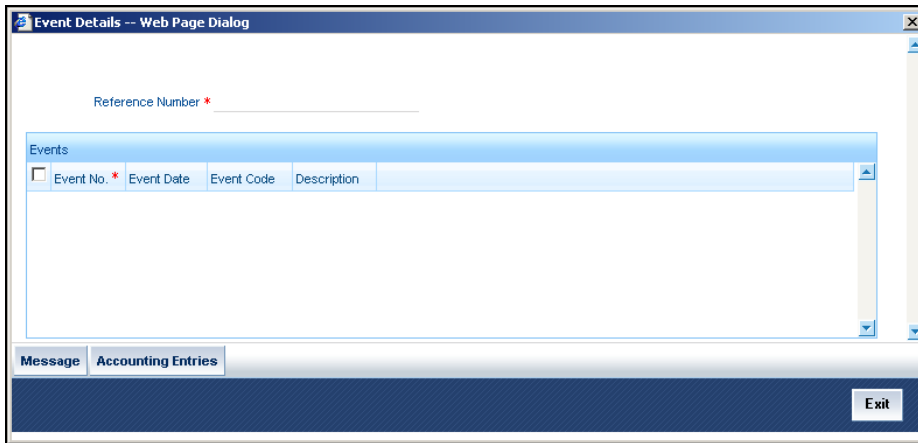 Event Details -- Web Page Dialog
Reference Number *
Events
Event No. * Event Date Event Code Description
Message Accounting Entries
Exit